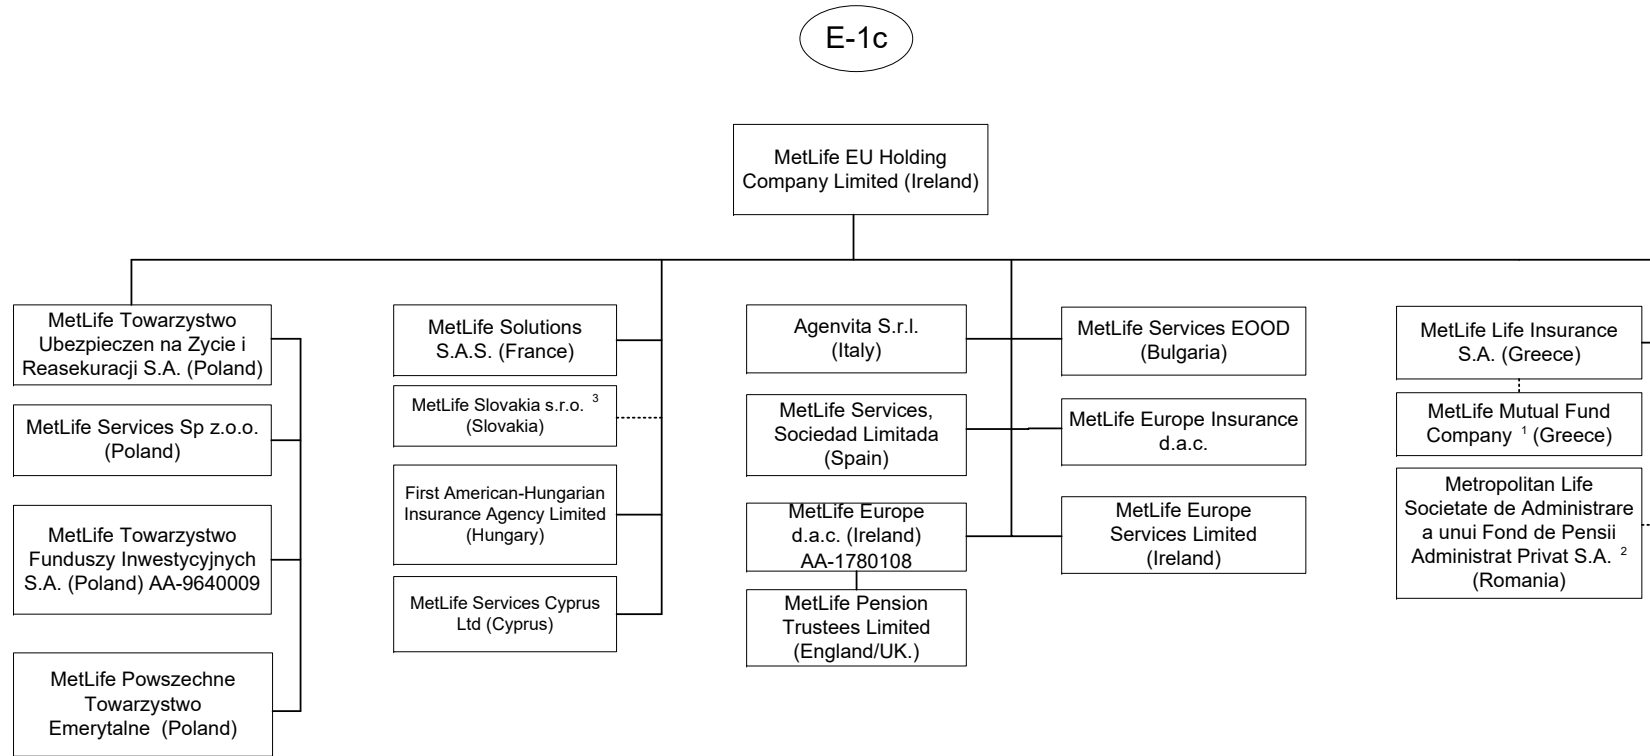 E-1c
MetLife EU Holding
Company Limited (Ireland)
MetLife Towarzystwo
Ubezpieczen na Zycie i
Reasekuracji S.A. (Poland)
MetLife Services Sp z.o.o.
(Poland)
MetLife Towarzystwo
Funduszy Inwestycyjnych
S.A. (Poland) AA-9640009
MetLife Powszechne
Towarzystwo
Emerytalne (Poland)
MetLife Solutions
S.A.S. (France)
MetLife Slovakia s.r.o. 3
(Slovakia)
First American-Hungarian
Insurance Agency Limited
(Hungary)
MetLife Services Cyprus
Ltd (Cyprus)
Agenvita S.r.l.
(Italy)
MetLife Services,
Sociedad Limitada
(Spain)
MetLife Europe
d.a.c. (Ireland)
AA-1780108
MetLife Pension
Trustees Limited
(England/UK.)
MetLife Services EOOD
(Bulgaria)
MetLife Europe Insurance
d.a.c.
MetLife Europe
Services Limited
(Ireland)
MetLife Life Insurance
S.A. (Greece)
MetLife Mutual Fund
Company 1 (Greece)
Metropolitan Life
Societate de Administrare
a unui Fond de Pensii
Administrat Privat S.A. 2
(Romania)